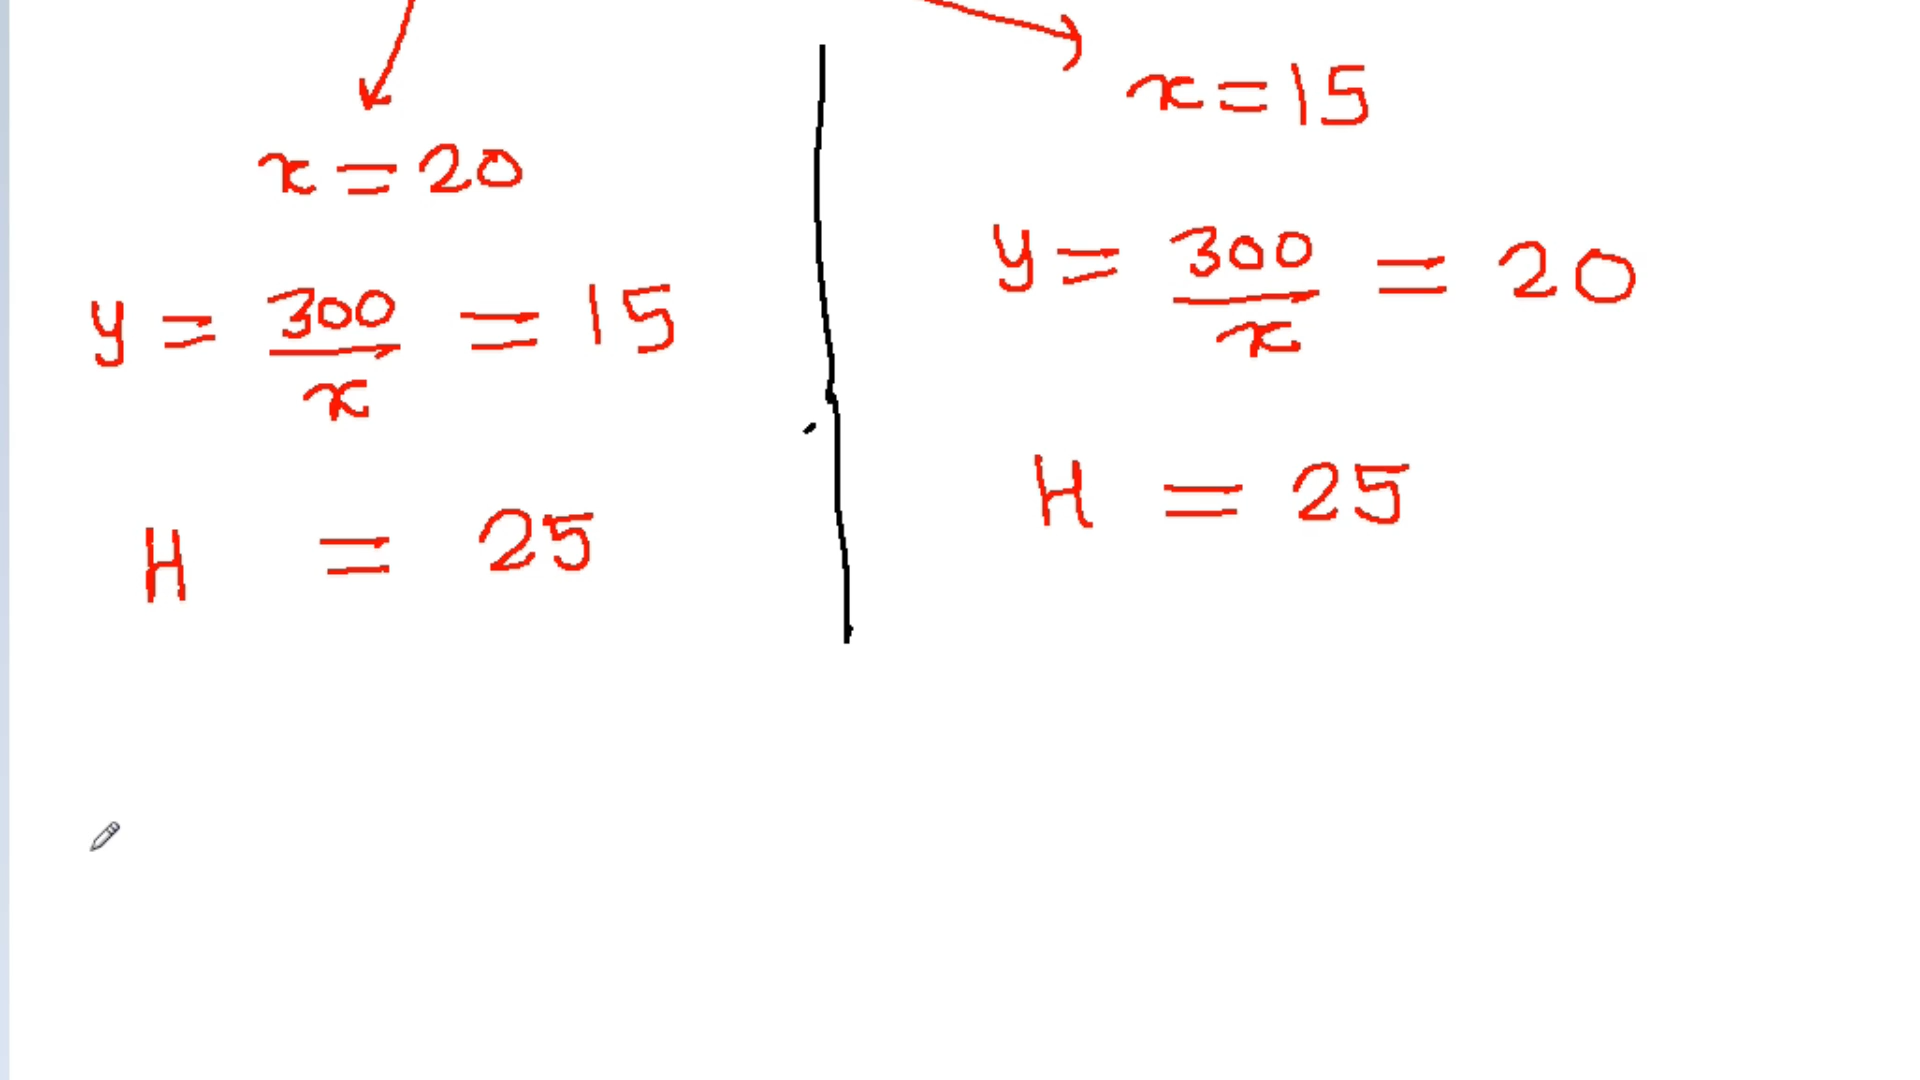 x = 20
y = 300/x = 15
H = 25
x = 15
y = 300/x = 20
H = 25